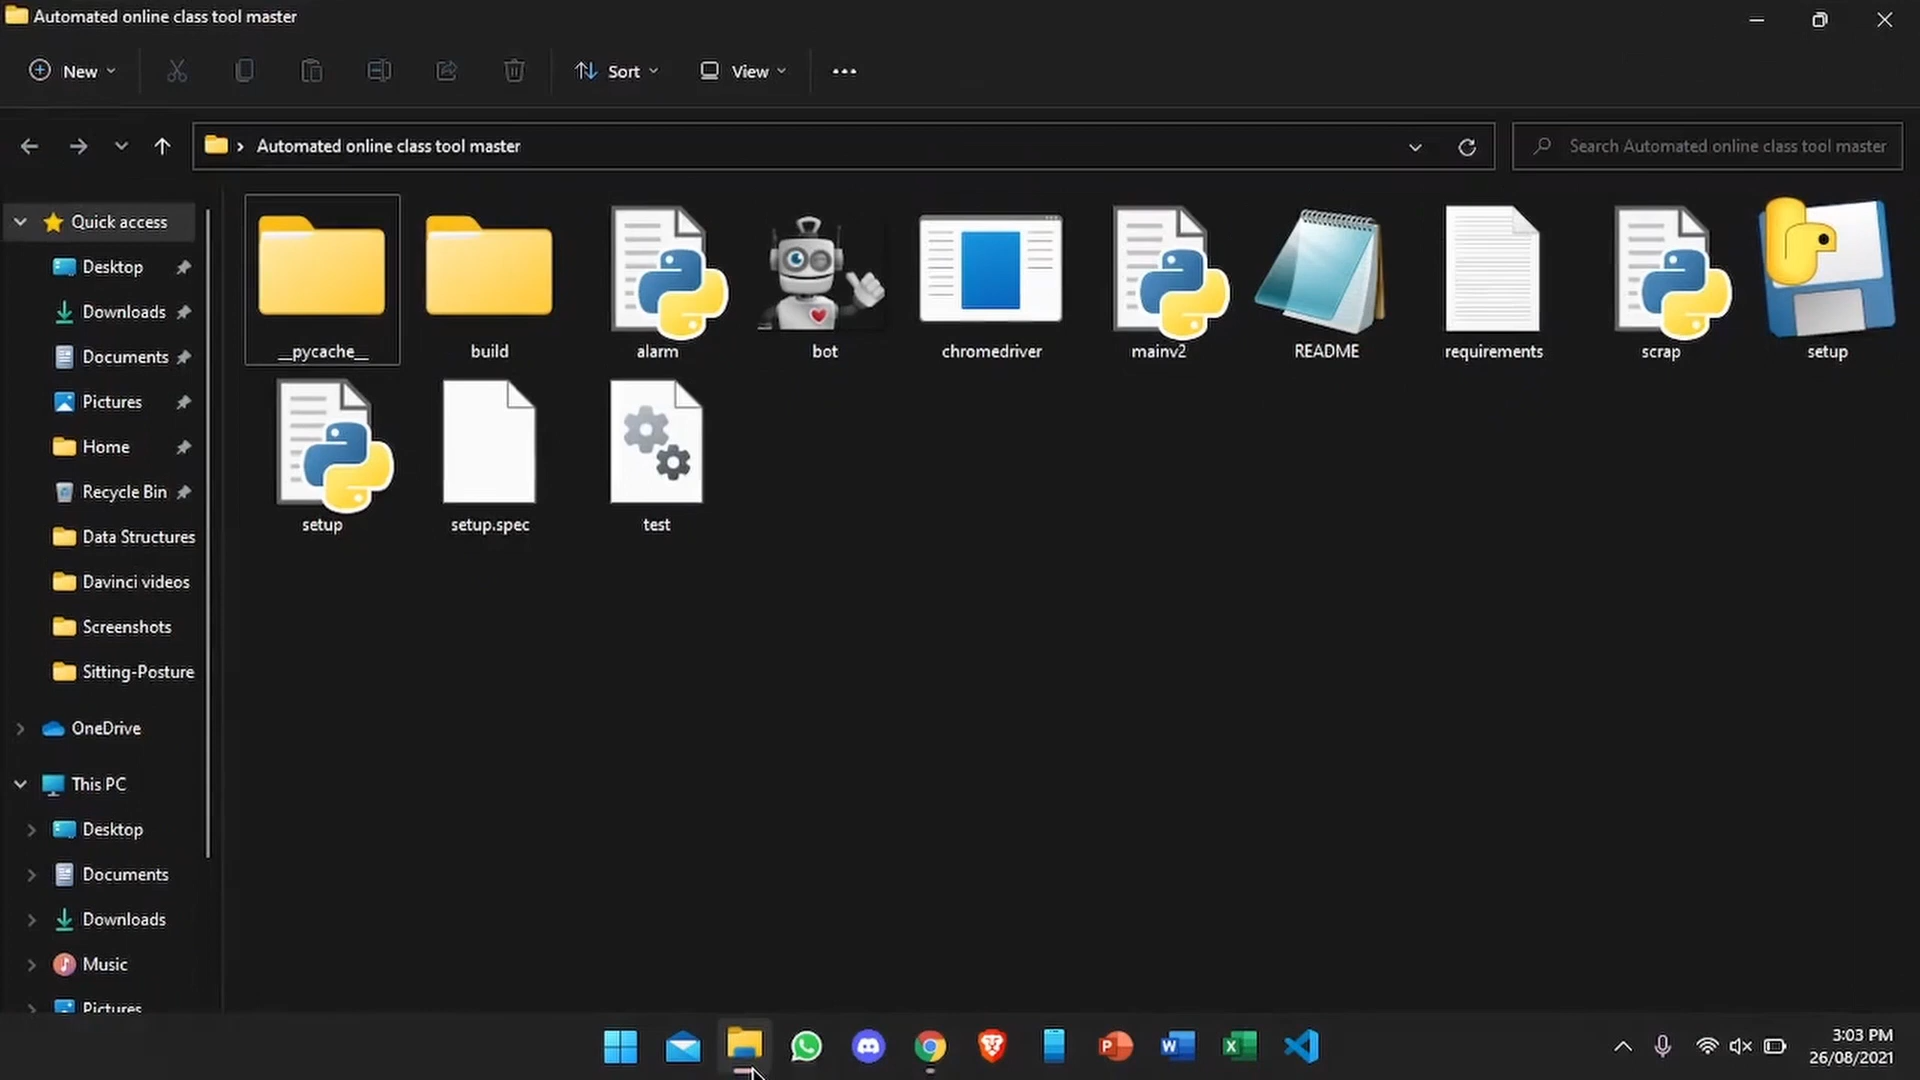 Automated online class tool master
New
Sort
View
Automated online class tool master
Search Automated online class tool master
Quick access
Desktop
Downloads
Documents
Pictures
Home
Recycle Bin
Data Structures
Davinci videos
Screenshots
Sitting-Posture
OneDrive
This PC
Desktop
Documents
Downloads
Music
Pictures
__pycache__
build
alarm
bot
chromedriver
mainv2
README
requirements
scrap
setup
setup
setup.spec
test
P
W
X
3:03 PM
26/08/2021